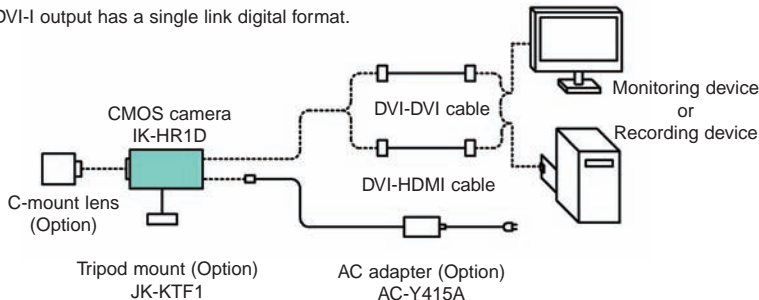 DVI-I output has a single link digital format.
CMOS camera
IK-HR1D
DVI-DVI cable
Monitoring device
or
Recording device
DVI-HDMI cable
C-mount lens
(Option)
Tripod mount (Option)
JK-KTF1
AC adapter (Option)
AC-Y415A